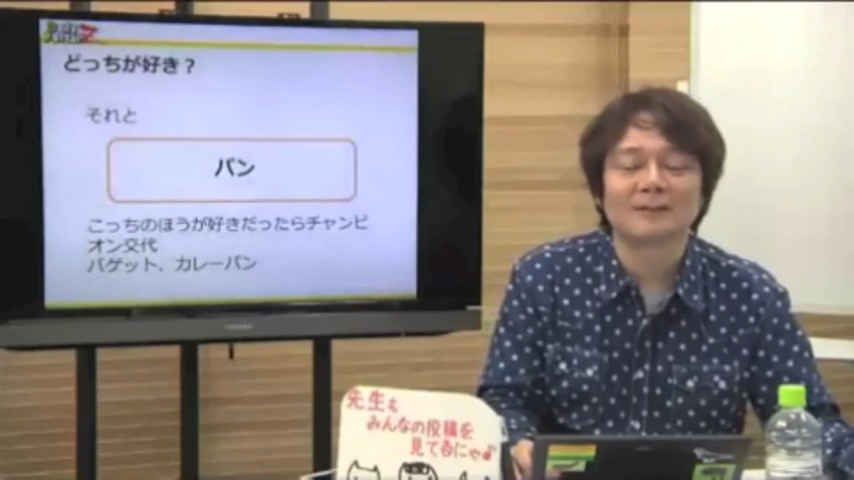 どっちが好き？
それと
パン
こっちのほうが好きだったらチャンピ
オン交代
バゲット、カレーパン
先生も
みんなの投稿を
見てるにゃ♪